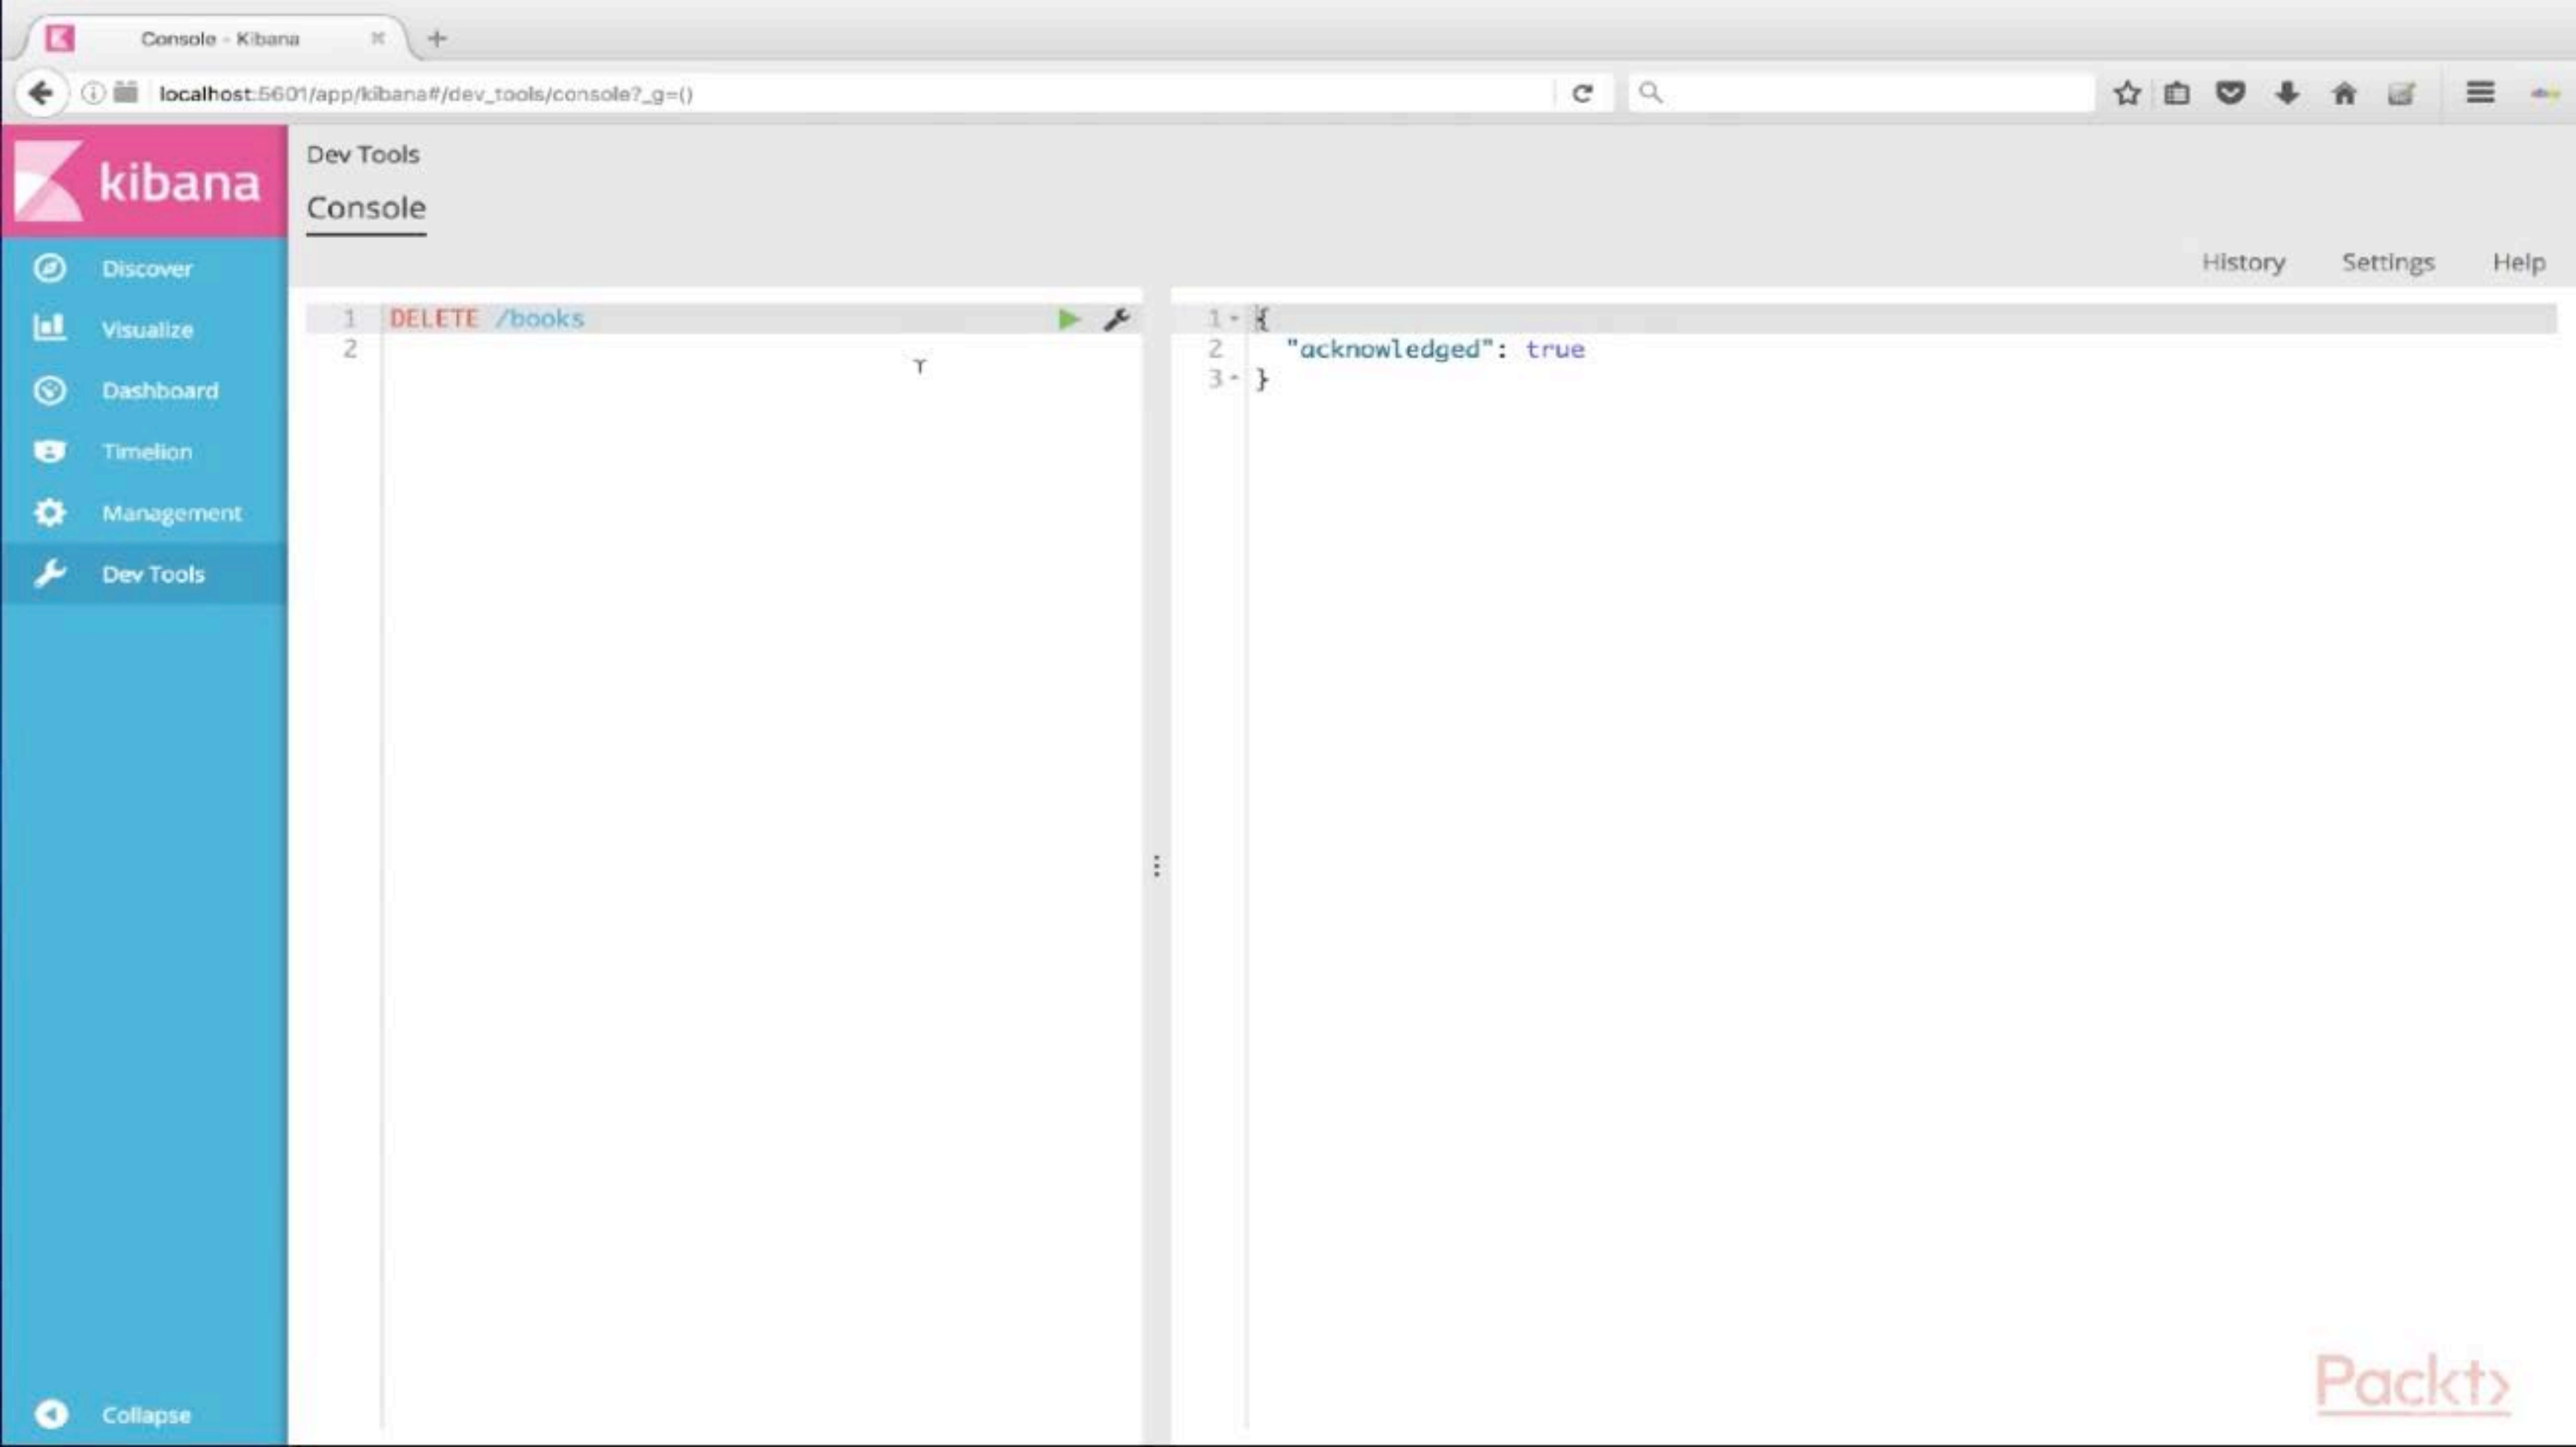 Console - Kibana
localhost:5601/app/kibana#/dev_tools/console?_g=()
kibana
Discover
Visualize
Dashboard
Timelion
Management
Dev Tools
Collapse
Dev Tools
Console
History Settings Help
1 DELETE /books
2
1 {
2 "acknowledged": true
3 }
Packt>